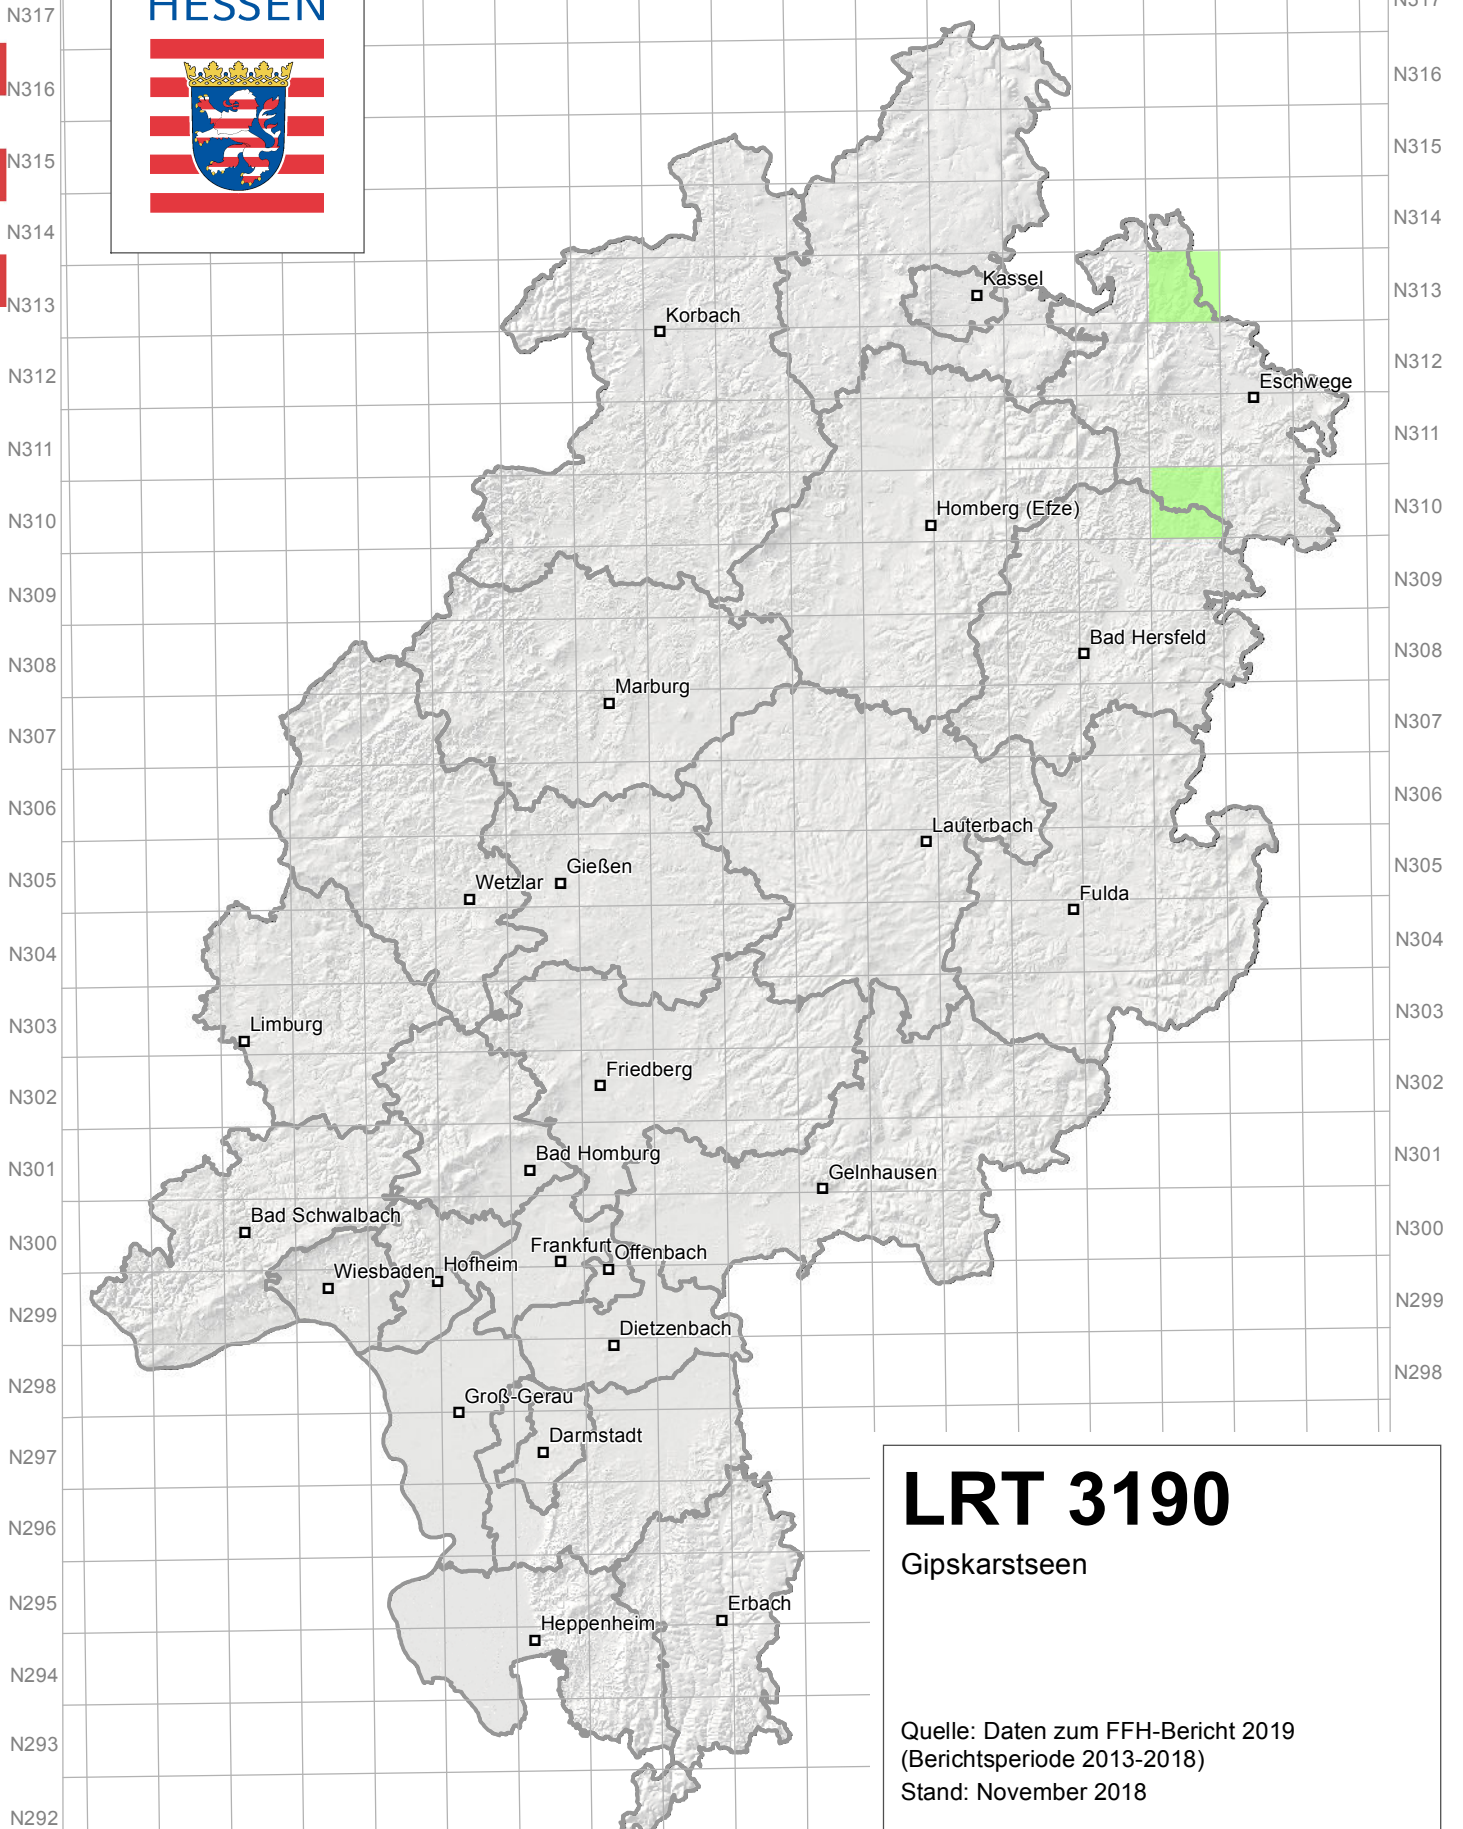 HESSEN
N317
N316
N315
N314
N313
N312
N311
N310
N309
N308
N307
N306
N305
N304
N303
N302
N301
N300
N299
N298
N297
N296
N295
N294
N293
N292
N317
N316
N315
N314
N313
N312
N311
N310
N309
N308
N307
N306
N305
N304
N303
N302
N301
N300
N299
N298
Kassel
Korbach
Eschwege
Homberg (Efze)
Bad Hersfeld
Marburg
Lauterbach
Gießen
Wetzlar
Fulda
Limburg
Friedberg
Bad Homburg
Gelnhausen
Bad Schwalbach
Frankfurt
Offenbach
Hofheim
Wiesbaden
Dietzenbach
Groß-Gerau
Darmstadt
Erbach
Heppenheim
LRT 3190
Gipskarstseen
Quelle: Daten zum FFH-Bericht 2019
(Berichtsperiode 2013-2018)
Stand: November 2018